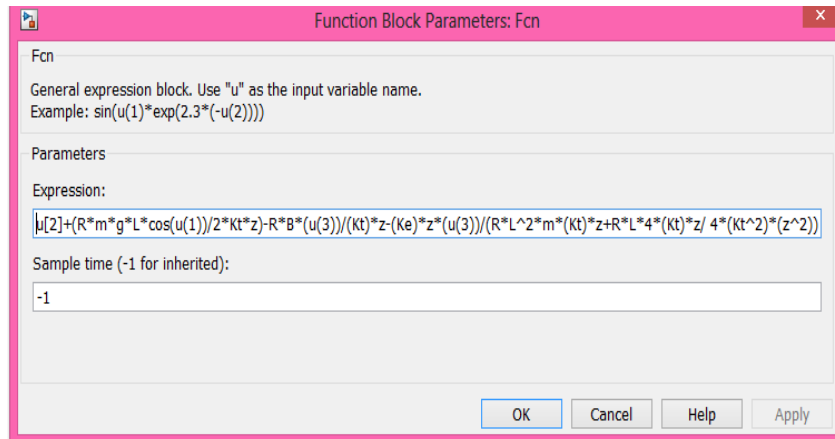 Function Block Parameters: Fcn
x
Fcn
General expression block. Use "u" as the input variable name.
Example: sin(u(1)*exp(2.3*(-u(2))))
Parameters
Expression:
u[2]+(R*m*g*L*cos(u(1))/2*Kt*z)-R*B*(u(3))/(Kt)*z-(Ke)*z*(u(3))/(R*L^2*m*(Kt)*z+R*L*4*(Kt)*z/ 4*(Kt^2)*(z^2))
Sample time (-1 for inherited):
-1
OK
Cancel
Help
Apply